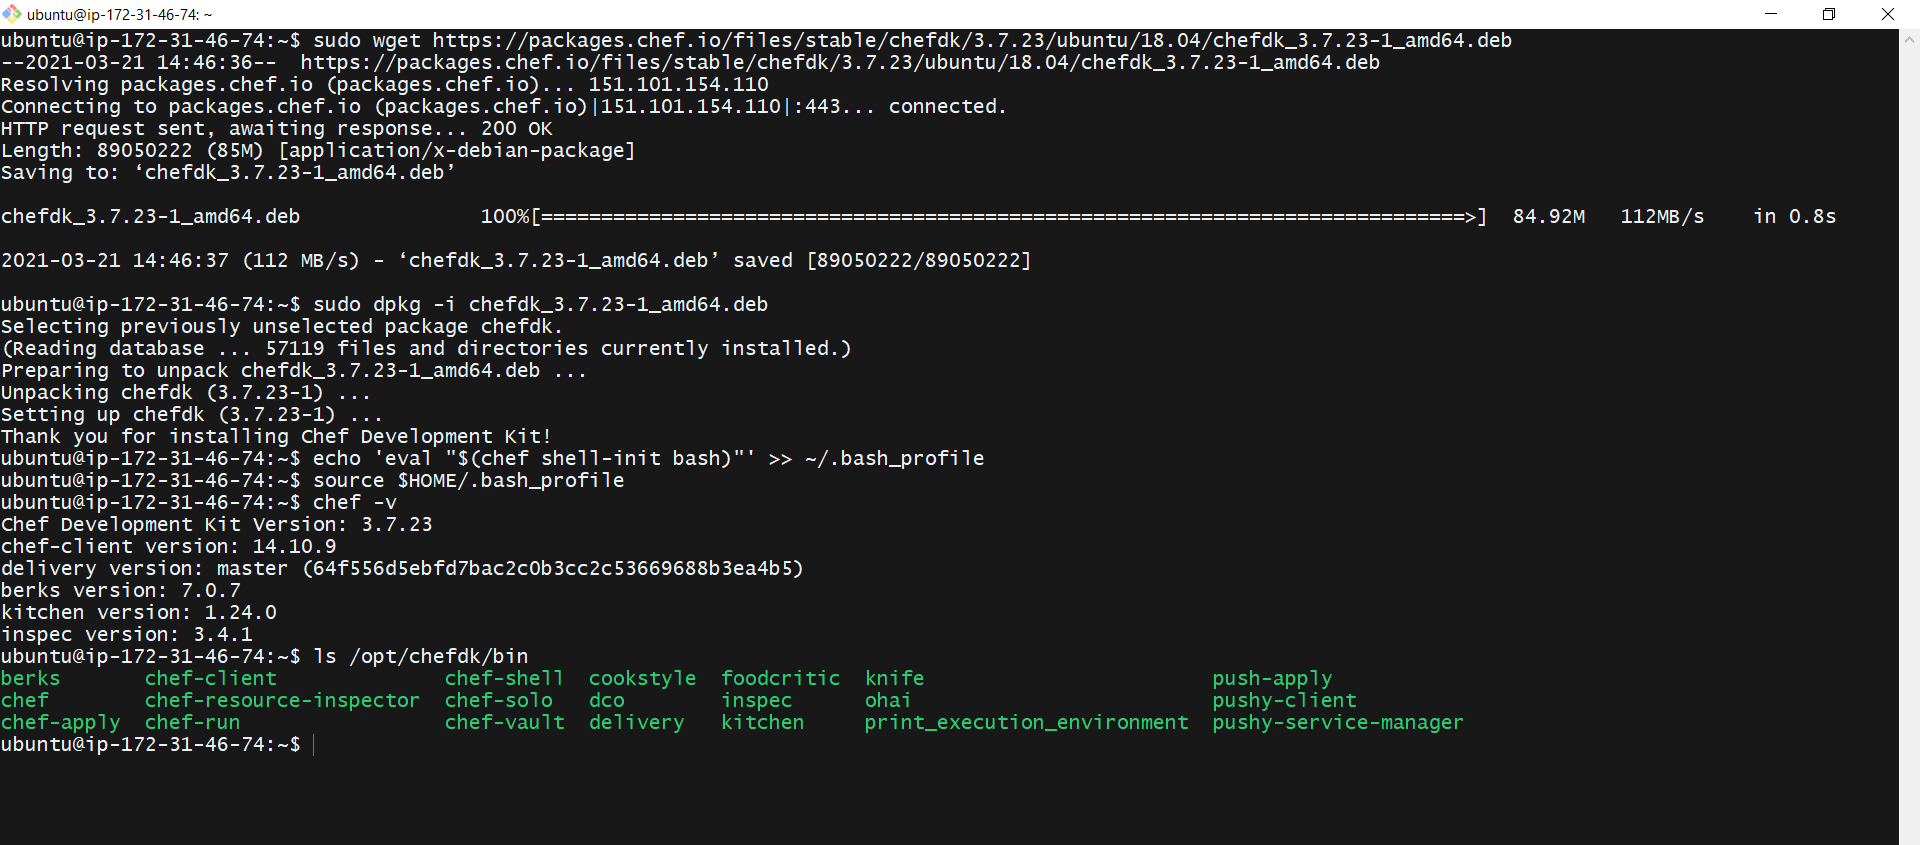 ubuntu@ip-172-31-46-74: ~
ubuntu@ip-172-31-46-74:~$ sudo wget https://packages.chef.io/files/stable/chefdk/3.7.23/ubuntu/18.04/chefdk_3.7.23-1_amd64.deb
--2021-03-21 14:46:36--  https://packages.chef.io/files/stable/chefdk/3.7.23/ubuntu/18.04/chefdk_3.7.23-1_amd64.deb
Resolving packages.chef.io (packages.chef.io)... 151.101.154.110
Connecting to packages.chef.io (packages.chef.io)|151.101.154.110|:443... connected.
HTTP request sent, awaiting response... 200 OK
Length: 89050222 (85M) [application/x-debian-package]
Saving to: ‘chefdk_3.7.23-1_amd64.deb’
chefdk_3.7.23-1_amd64.deb               100%[=============================================================================>]  84.92M   112MB/s    in 0.8s
2021-03-21 14:46:37 (112 MB/s) - ‘chefdk_3.7.23-1_amd64.deb’ saved [89050222/89050222]
ubuntu@ip-172-31-46-74:~$ sudo dpkg -i chefdk_3.7.23-1_amd64.deb
Selecting previously unselected package chefdk.
(Reading database ... 57119 files and directories currently installed.)
Preparing to unpack chefdk_3.7.23-1_amd64.deb ...
Unpacking chefdk (3.7.23-1) ...
Setting up chefdk (3.7.23-1) ...
Thank you for installing Chef Development Kit!
ubuntu@ip-172-31-46-74:~$ echo 'eval "$(chef shell-init bash)"' >> ~/.bash_profile
ubuntu@ip-172-31-46-74:~$ source $HOME/.bash_profile
ubuntu@ip-172-31-46-74:~$ chef -v
Chef Development Kit Version: 3.7.23
chef-client version: 14.10.9
delivery version: master (64f556d5ebfd7bac2c0b3cc2c53669688b3ea4b5)
berks version: 7.0.7
kitchen version: 1.24.0
inspec version: 3.4.1
ubuntu@ip-172-31-46-74:~$ ls /opt/chefdk/bin
berks       chef-client              chef-shell  cookstyle  foodcritic  knife                        push-apply
chef        chef-resource-inspector  chef-solo   dco        inspec      ohai                         pushy-client
chef-apply  chef-run                 chef-vault  delivery   kitchen     print_execution_environment  pushy-service-manager
ubuntu@ip-172-31-46-74:~$